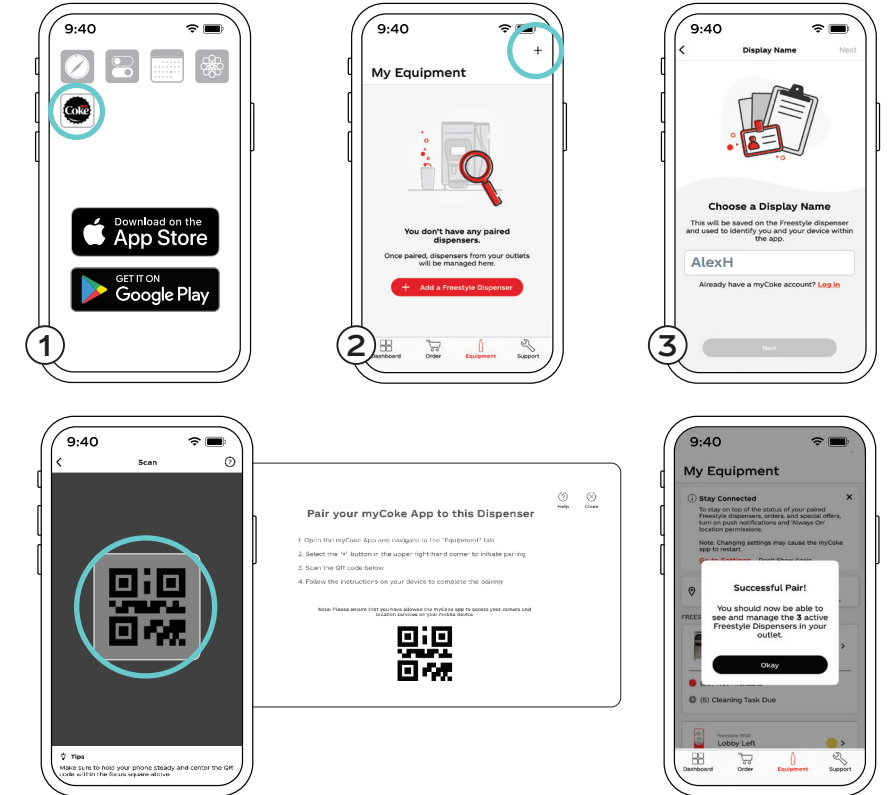 9:40
Coke
Download on the
App Store
GET IT ON
Google Play
1
9:40
+
My Equipment
You don't have any paired
dispensers.
Once paired, dispensers from your outlets
will be managed here.
+ Add a Freestyle Dispenser
Dashboard Order Equipment Support
2
9:40
Display Name Next
Choose a Display Name
This will be saved on the Freestyle dispenser
and used to identify you and your device within
the app.
AlexH
Already have a myCoke account? Log in
Next
3
9:40
Scan ?
Tips
Make sure to hold your phone steady and center the QR
code within the focus square above
Help Close
Pair your myCoke App to this Dispenser
1. Open the myCoke App and navigate to the "Equipment" tab
2. Select the "+" button in the upper right-hand corner to initiate pairing
3. Scan the QR code below
4. Follow the instructions on your device to complete the pairing
Note: Please ensure that you have allowed the myCoke app to access your camera and
location services on your mobile device
9:40
My Equipment
Stay Connected
To stay on top of the status of your paired
Freestyle dispensers, orders, and special offers,
turn on push notifications and 'Always On'
location permissions.
Note: Changing settings may cause the myCoke
app to restart.
Go to Settings Don't Show Again
FREES
Successful Pair!
You should now be able to
see and manage the 3 active
Freestyle Dispensers in your
outlet.
Okay
(5) Cleaning Task Due
Lobby Left
Dashboard Order Equipment Support